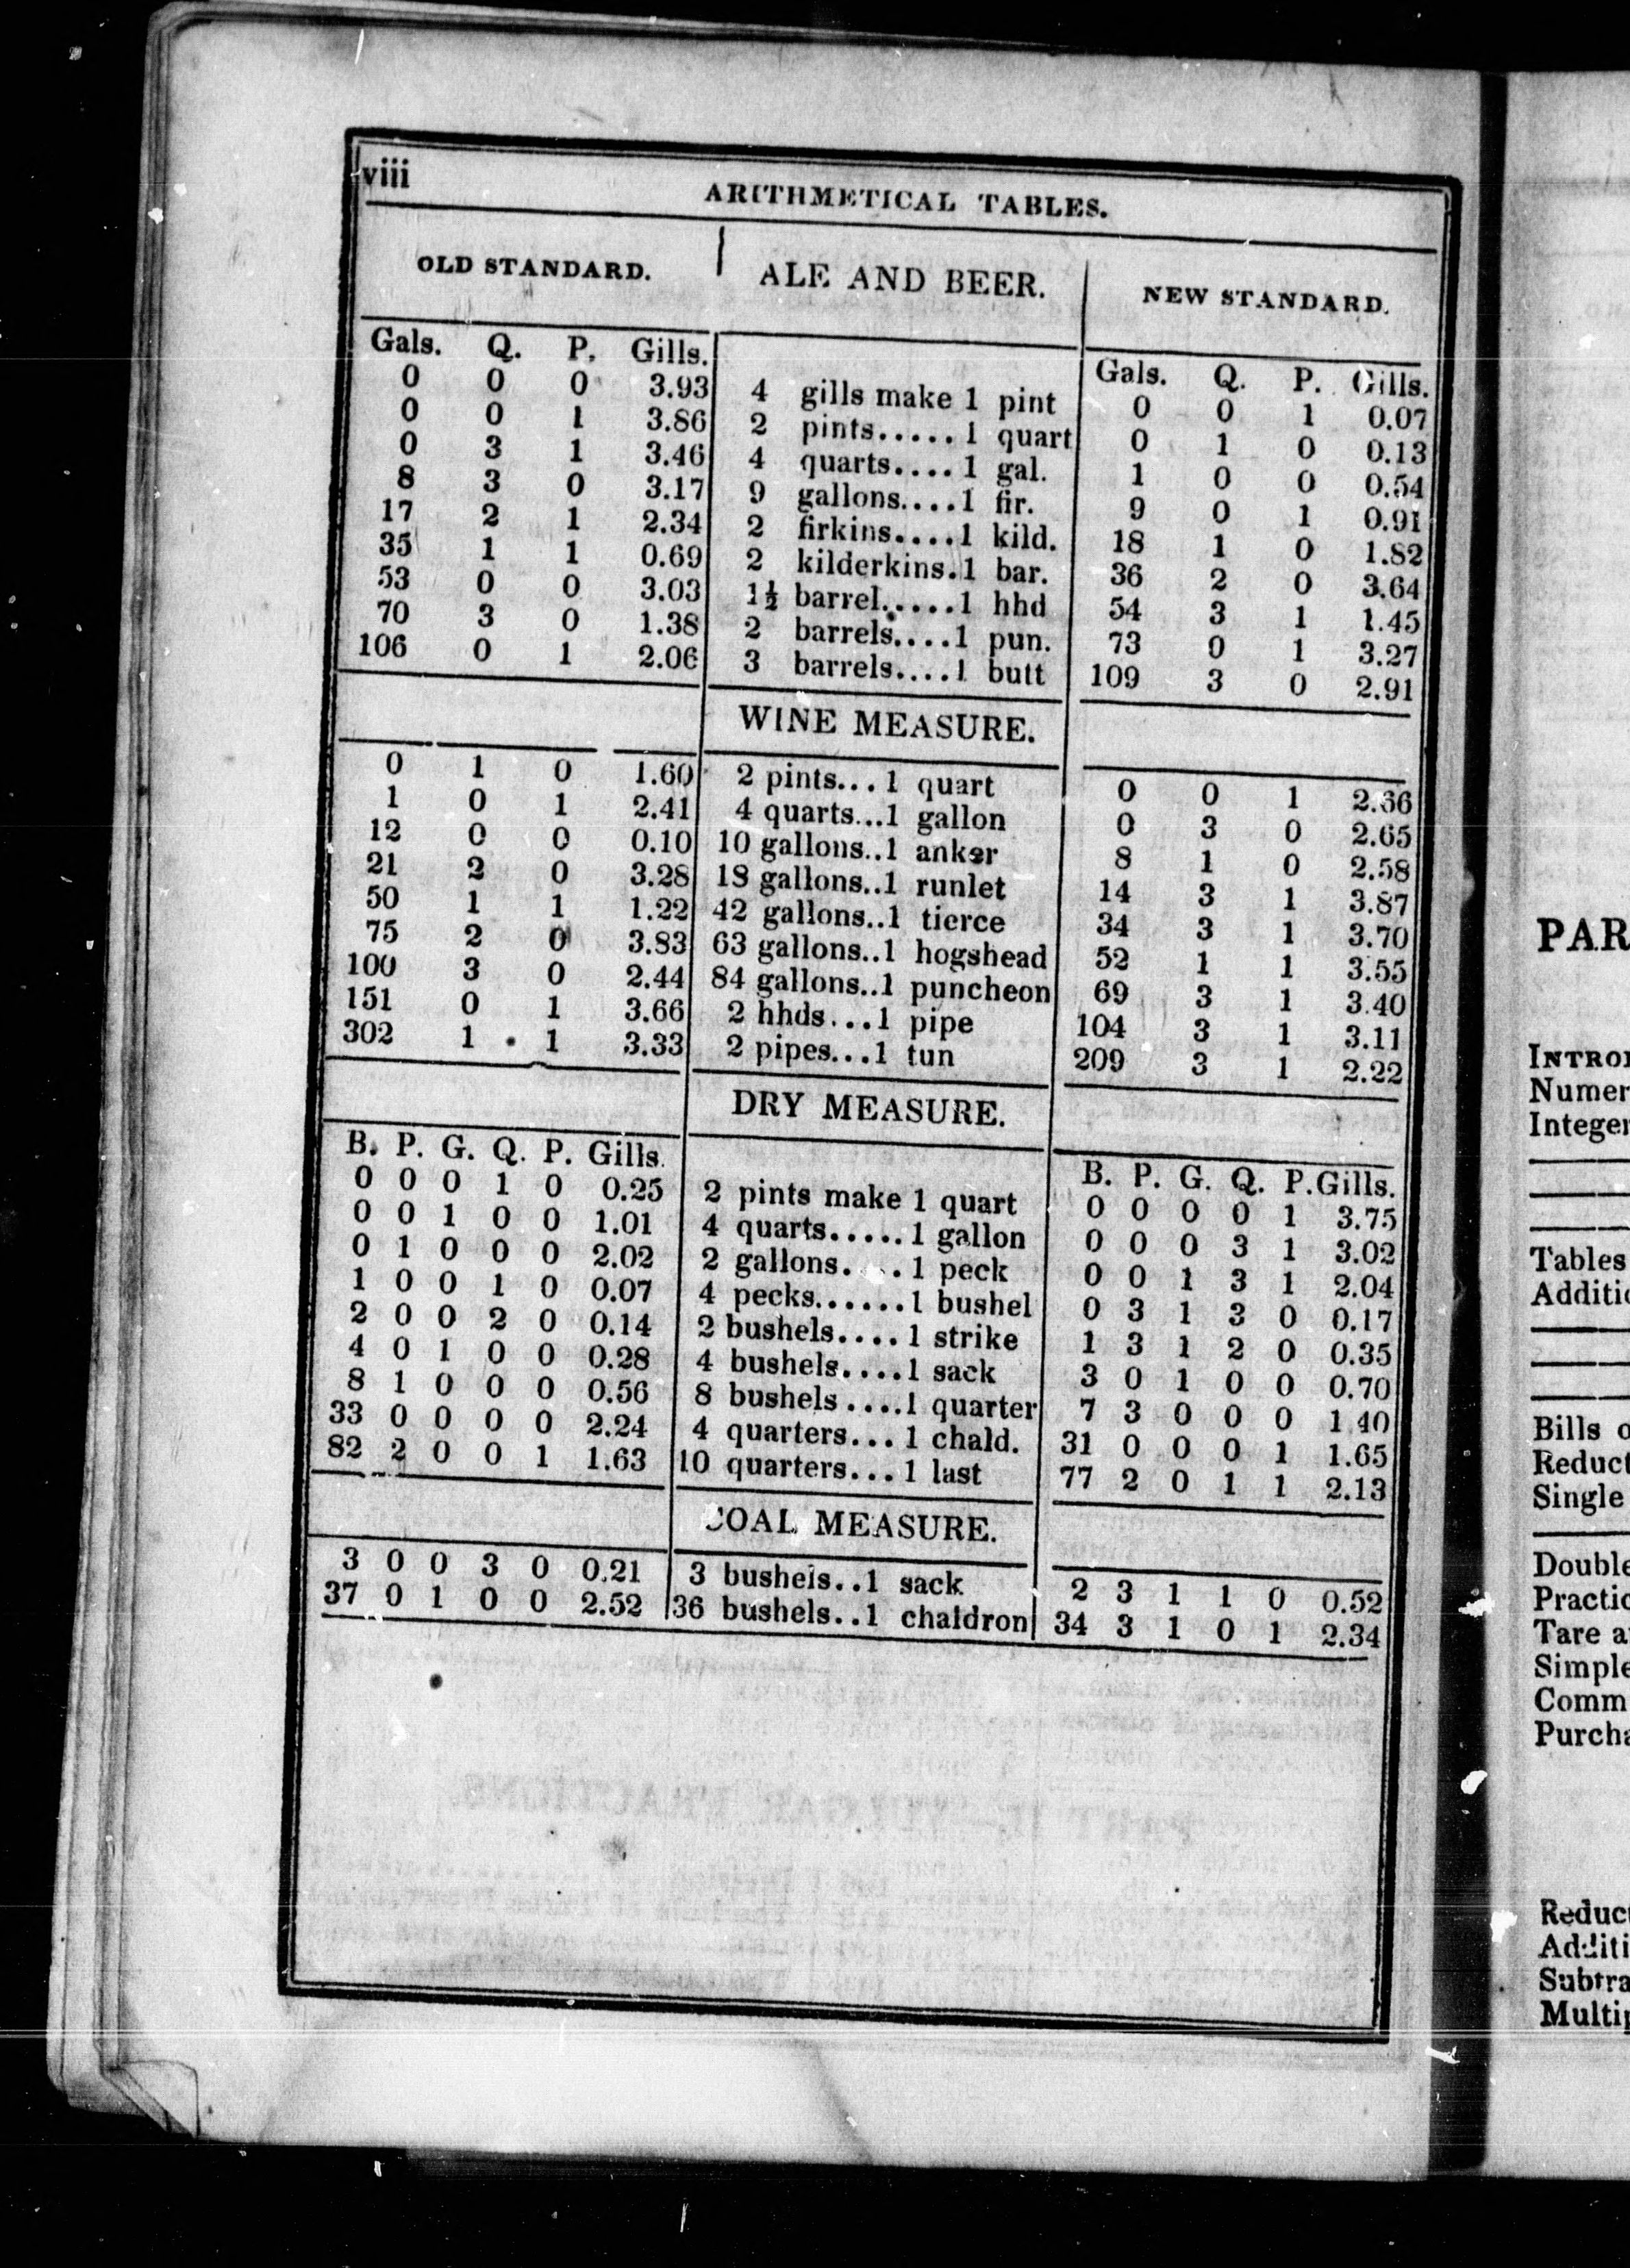 viii
ARITHMETICAL TABLES.
OLD STANDARD. ALE AND BEER. NEW STANDARD.
Gals. Q. P. Gills. Gals. Q. P. Gills.
0 0 0 3.93 4 gills make 1 pint 0 0 1 0.07
0 0 1 3.86 2 pints.....1 quart 0 1 0 0.13
0 3 1 3.46 4 quarts....1 gal. 1 0 0 0.54
8 3 0 3.17 9 gallons....1 fir. 9 0 1 0.91
17 2 1 2.34 2 firkins....1 kild. 18 1 0 1.82
35 1 1 0.69 2 kilderkins.1 bar. 36 2 0 3.64
53 0 0 3.03 1½ barrel.....1 hhd 54 3 1 1.45
70 3 0 1.38 2 barrels....1 pun. 73 0 1 3.27
106 0 1 2.06 3 barrels....1 butt 109 3 0 2.91
WINE MEASURE.
0 1 0 1.60 2 pints...1 quart 0 0 1 2.66
1 0 1 2.41 4 quarts...1 gallon 0 3 0 2.65
12 0 0 0.10 10 gallons..1 anker 8 1 0 2.58
21 2 0 3.28 18 gallons..1 runlet 14 3 1 3.87
50 1 1 1.22 42 gallons..1 tierce 34 3 1 3.70
75 2 0 3.83 63 gallons..1 hogshead 52 1 1 3.55
100 3 0 2.44 84 gallons..1 puncheon 69 3 1 3.40
151 0 1 3.66 2 hhds...1 pipe 104 3 1 3.11
302 1 1 3.33 2 pipes...1 tun 209 3 1 2.22
DRY MEASURE.
B. P. G. Q. P. Gills. B. P. G. Q. P. Gills.
0 0 0 1 0 0.25 2 pints make 1 quart 0 0 0 0 1 3.75
0 0 1 0 0 1.01 4 quarts.....1 gallon 0 0 0 3 1 3.02
0 1 0 0 0 2.02 2 gallons....1 peck 0 0 1 3 1 2.04
1 0 0 1 0 0.07 4 pecks......1 bushel 0 3 1 3 0 0.17
2 0 0 2 0 0.14 2 bushels....1 strike 1 3 1 2 0 0.35
4 0 1 0 0 0.28 4 bushels....1 sack 3 0 1 0 0 0.70
8 1 0 0 0 0.56 8 bushels....1 quarter 7 3 0 0 0 1.40
33 0 0 0 0 2.24 4 quarters...1 chald. 31 0 0 0 1 1.65
82 2 0 0 1 1.63 10 quarters...1 last 77 2 0 1 1 2.13
COAL MEASURE.
3 0 0 3 0 0.21 3 bushels..1 sack 2 3 1 1 0 0.52
37 0 1 0 0 2.52 36 bushels..1 chaldron 34 3 1 0 1 2.34
PAR
INTRO
Numer
Integer
Tables
Additi
Bills o
Reduct
Single
Double
Practic
Tare a
Simple
Comm
Purcha
Reduc
Additi
Subtra
Multip